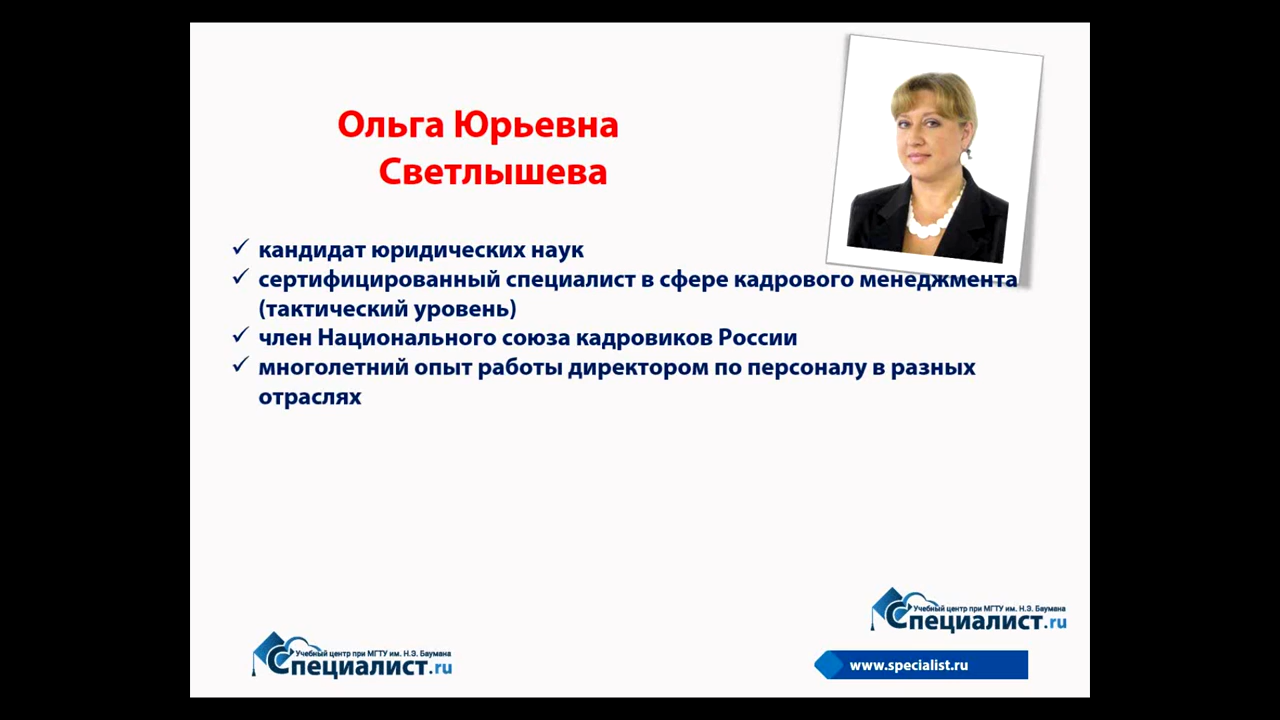 Ольга Юрьевна
Светлышева
✓ кандидат юридических наук
✓ сертифицированный специалист в сфере кадрового менеджмента
(тактический уровень)
✓ член Национального союза кадровиков России
✓ многолетний опыт работы директором по персоналу в разных
отраслях
Учебный центр при МГТУ им. Н.Э. Баумана
Специалист.ru
Учебный центр при МГТУ им. Н.Э. Баумана
Специалист.ru
www.specialist.ru